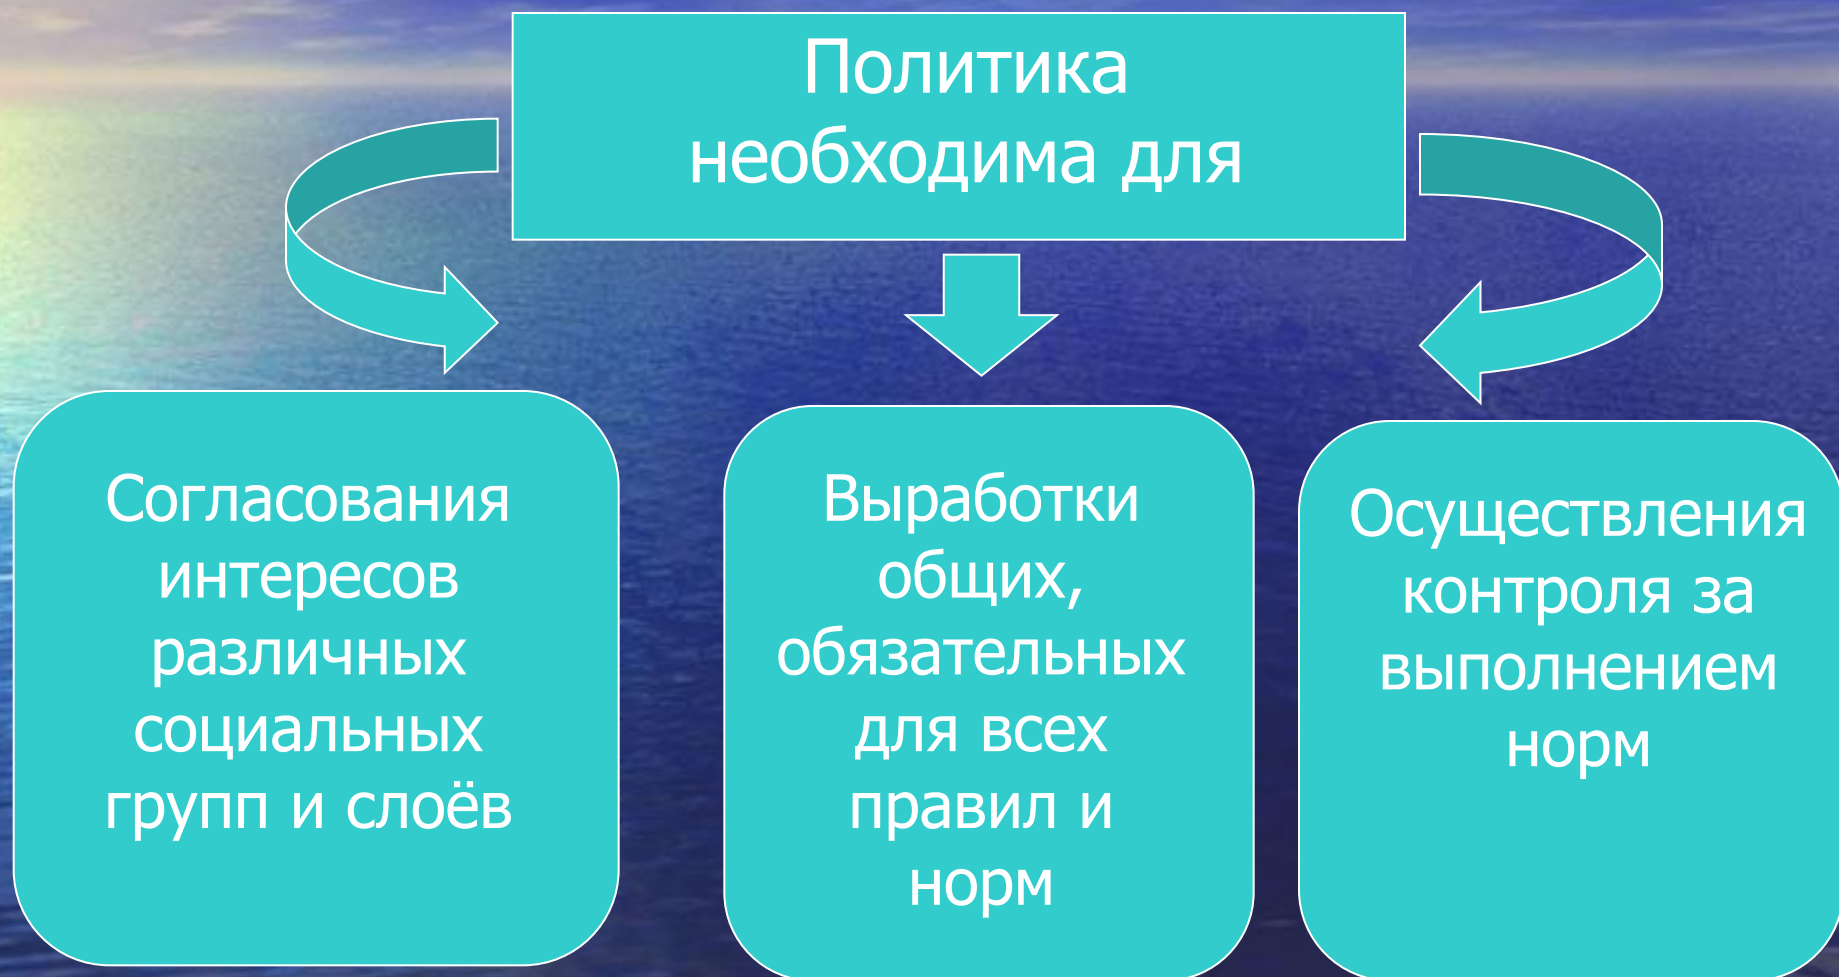 Политика
необходима для
Согласования
интересов
различных
социальных
групп и слоёв
Выработки
общих,
обязательных
для всех
правил и
норм
Осуществления
контроля за
выполнением
норм